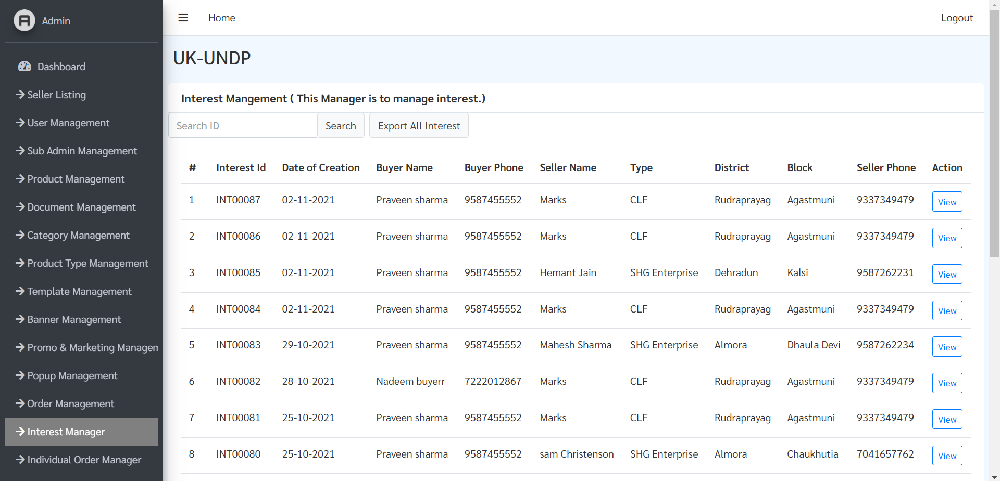 Admin
Home
Logout
Dashboard
Seller Listing
User Management
Sub Admin Management
Product Management
Document Management
Category Management
Product Type Management
Template Management
Banner Management
Promo & Marketing Managen
Popup Management
Order Management
Interest Manager
Individual Order Manager
UK-UNDP
Interest Mangement ( This Manager is to manage interest.)
Search ID Search Export All Interest
# Interest Id Date of Creation Buyer Name Buyer Phone Seller Name Type District Block Seller Phone Action
1 INT00087 02-11-2021 Praveen sharma 9587455552 Marks CLF Rudraprayag Agastmuni 9337349479 View
2 INT00086 02-11-2021 Praveen sharma 9587455552 Marks CLF Rudraprayag Agastmuni 9337349479 View
3 INT00085 02-11-2021 Praveen sharma 9587455552 Hemant Jain SHG Enterprise Dehradun Kalsi 9587262231 View
4 INT00084 02-11-2021 Praveen sharma 9587455552 Marks CLF Rudraprayag Agastmuni 9337349479 View
5 INT00083 29-10-2021 Praveen sharma 9587455552 Mahesh Sharma SHG Enterprise Almora Dhaula Devi 9587262234 View
6 INT00082 28-10-2021 Nadeem buyerr 7222012867 Marks CLF Rudraprayag Agastmuni 9337349479 View
7 INT00081 25-10-2021 Praveen sharma 9587455552 Marks CLF Rudraprayag Agastmuni 9337349479 View
8 INT00080 25-10-2021 Praveen sharma 9587455552 sam Christenson SHG Enterprise Almora Chaukhutia 7041657762 View